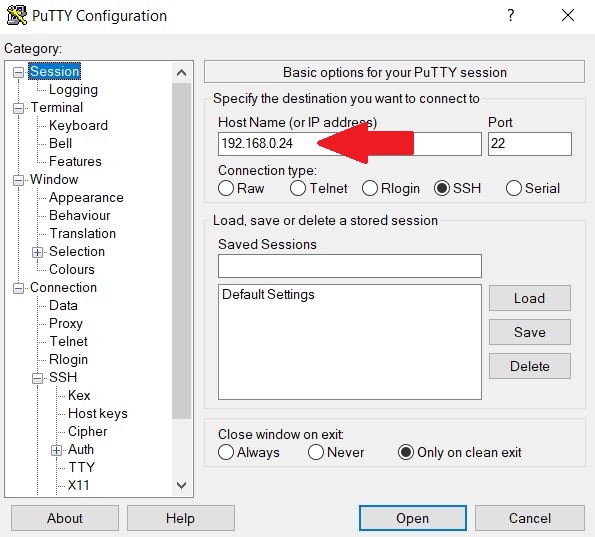 PuTTY Configuration
?
Category:
Session
Logging
Terminal
Keyboard
Bell
Features
Window
Appearance
Behaviour
Translation
Selection
Colours
Connection
Data
Proxy
Telnet
Rlogin
SSH
Kex
Host keys
Cipher
Auth
TTY
X11
Basic options for your PuTTY session
Specify the destination you want to connect to
Host Name (or IP address) Port
192.168.0.24 22
Connection type:
Raw Telnet Rlogin SSH Serial
Load, save or delete a stored session
Saved Sessions
Default Settings
Load
Save
Delete
Close window on exit:
Always Never Only on clean exit
About Help Open Cancel